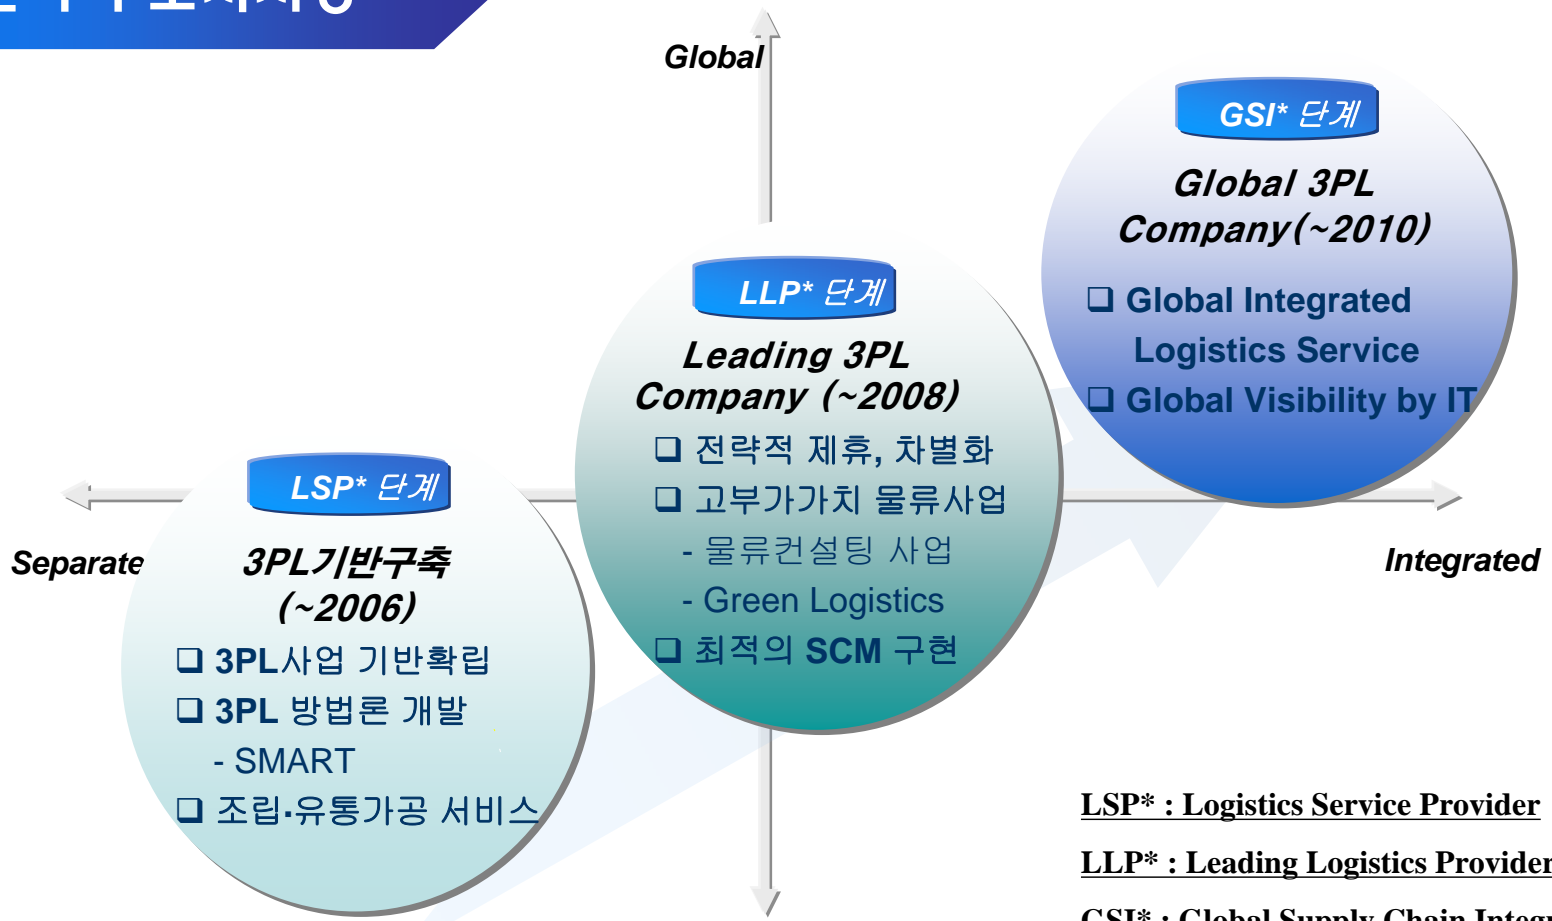 Global
GSI* 단계
Global 3PL
Company(~2010)
❑ Global Integrated
Logistics Service
❑ Global Visibility by IT
LLP* 단계
Leading 3PL
Company (~2008)
❑ 전략적 제휴, 차별화
❑ 고부가가치 물류사업
- 물류컨설팅 사업
- Green Logistics
❑ 최적의 SCM 구현
LSP* 단계
Separate
3PL기반구축
(~2006)
❑ 3PL사업 기반확립
❑ 3PL 방법론 개발
- SMART
❑ 조립·유통가공 서비스
Integrated
LSP* : Logistics Service Provider
LLP* : Leading Logistics Provider
GSI* : Global Supply Chain